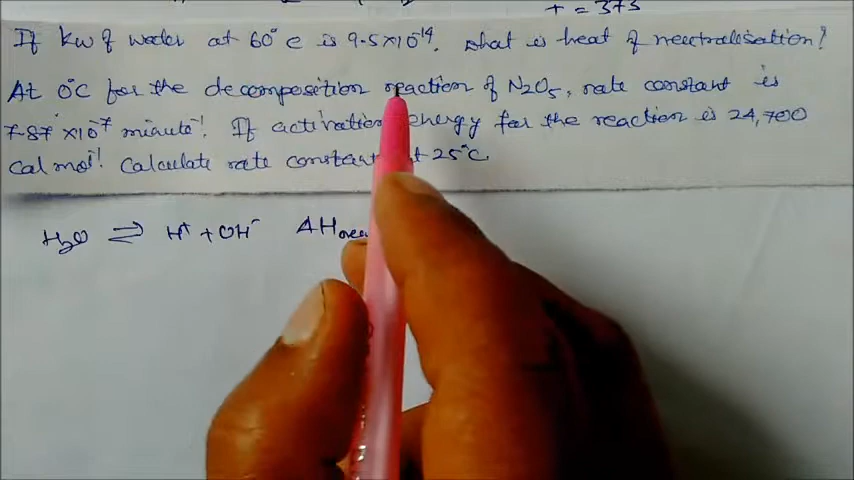 t = 373
If Kw of water at 60°C is 9.5×10⁻¹⁴. what is heat of neutralisation?
At 0°C for the decomposition reaction of N₂O₅, rate constant is
7.87 ×10⁻⁷ minute⁻¹. If activation energy for the reaction is 24,700
Cal mol⁻¹ Calculate rate constant at 25°C.
H₂O ⇌ H⁺ + OH⁻ ΔH